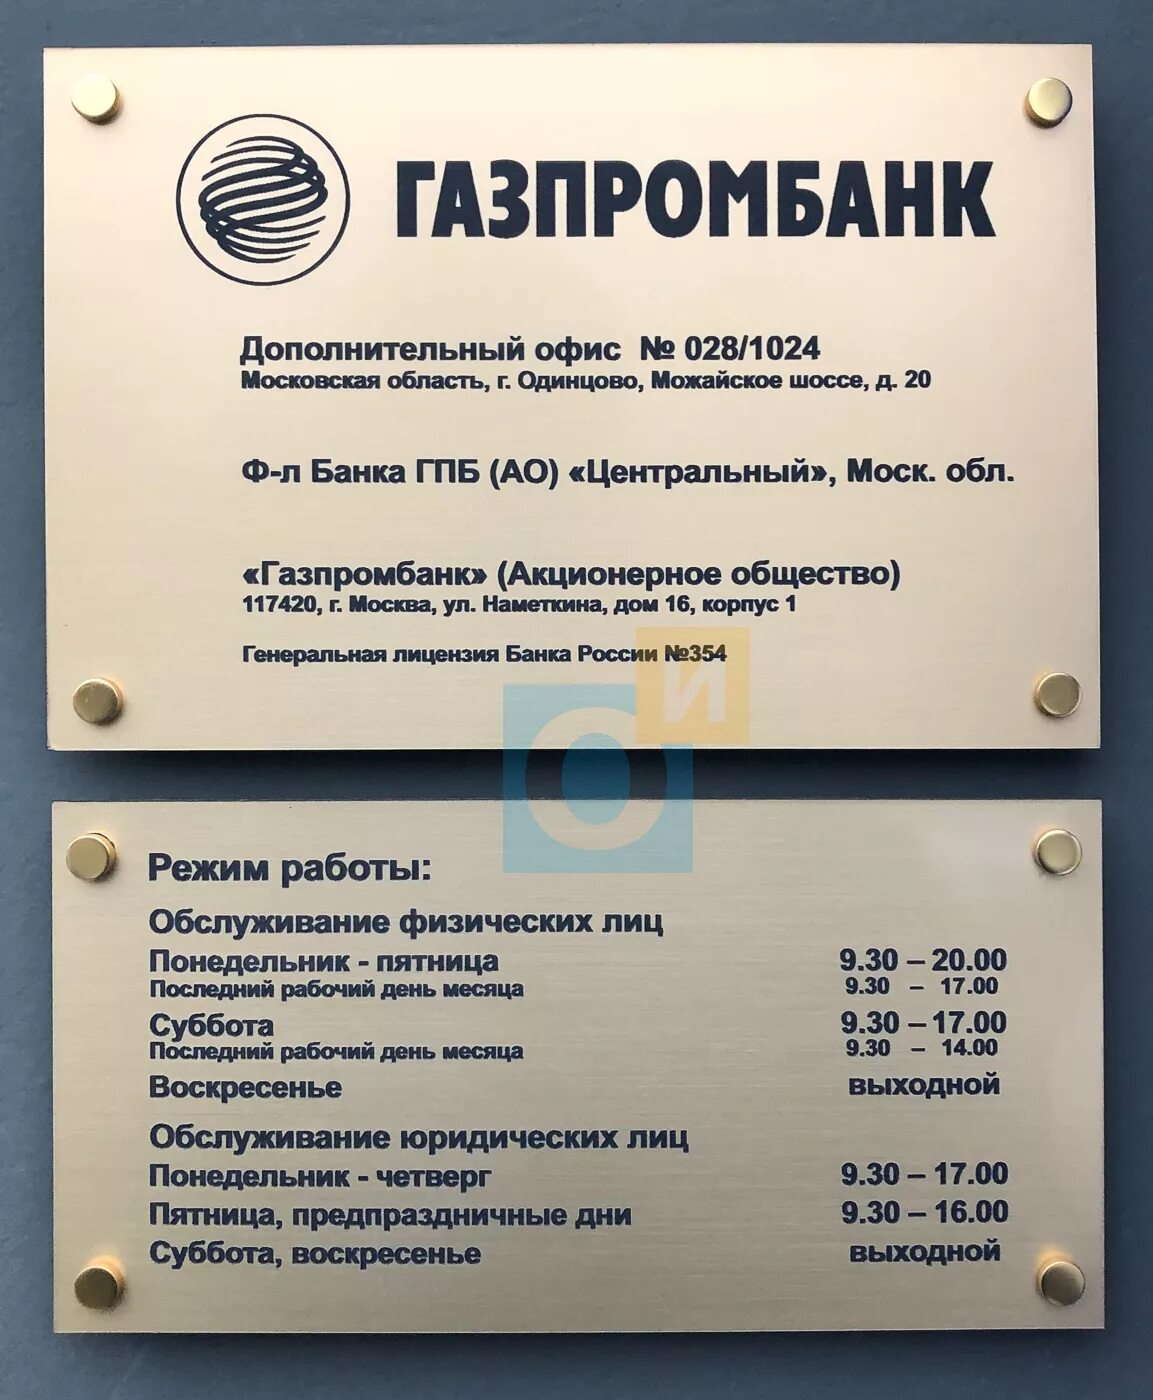 ГАЗПРОМБАНК
Дополнительный офис № 028/1024
Московская область, г. Одинцово, Можайское шоссе, д. 20
Ф-л Банка ГПБ (АО) «Центральный», Моск. обл.
«Газпромбанк» (Акционерное общество)
117420, г. Москва, ул. Наметкина, дом 16, корпус 1
Генеральная лицензия Банка России №354
И
О
Режим работы:
Обслуживание физических лиц
Понедельник - пятница 9.30 – 20.00
Последний рабочий день месяца 9.30 – 17.00
Суббота 9.30 – 17.00
Последний рабочий день месяца 9.30 – 14.00
Воскресенье выходной
Обслуживание юридических лиц
Понедельник - четверг 9.30 – 17.00
Пятница, предпраздничные дни 9.30 – 16.00
Суббота, воскресенье выходной